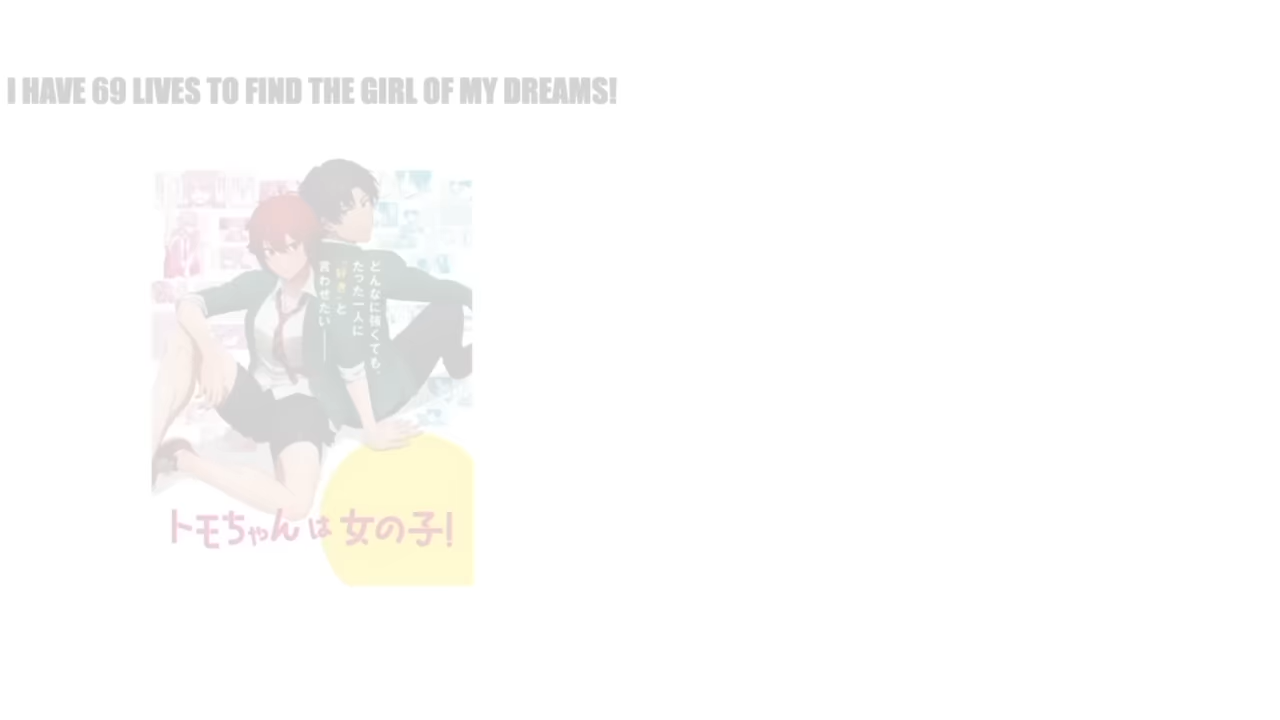 I HAVE 69 LIVES TO FIND THE GIRL OF MY DREAMS!
どんなに強くても、
たった一人に
「好き」と
言わせたい——
トモちゃんは女の子！